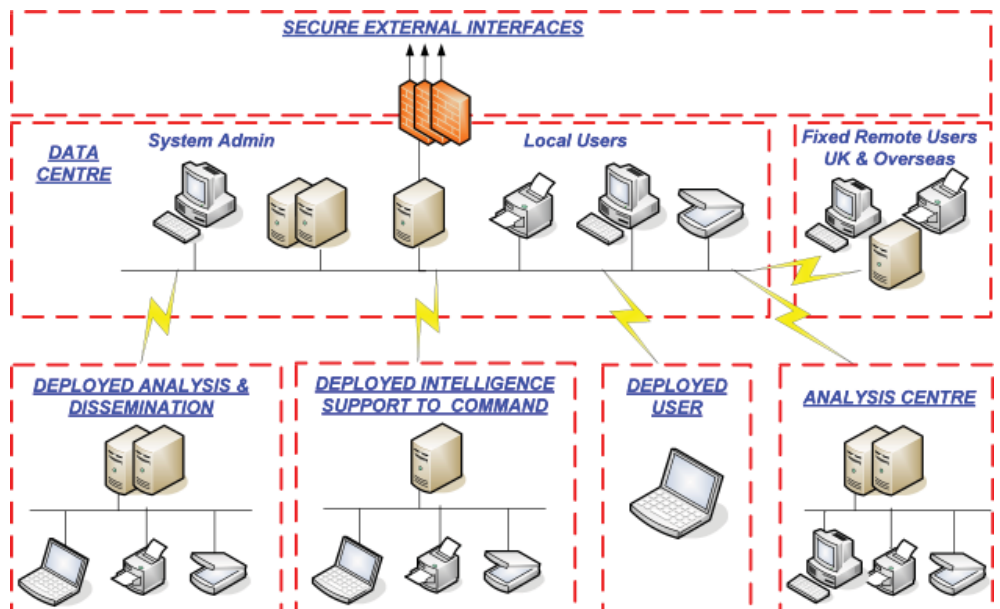 SECURE EXTERNAL INTERFACES
DATA
CENTRE
System Admin
Local Users
Fixed Remote Users
UK & Overseas
DEPLOYED ANALYSIS &
DISSEMINATION
DEPLOYED INTELLIGENCE
SUPPORT TO COMMAND
DEPLOYED
USER
ANALYSIS CENTRE